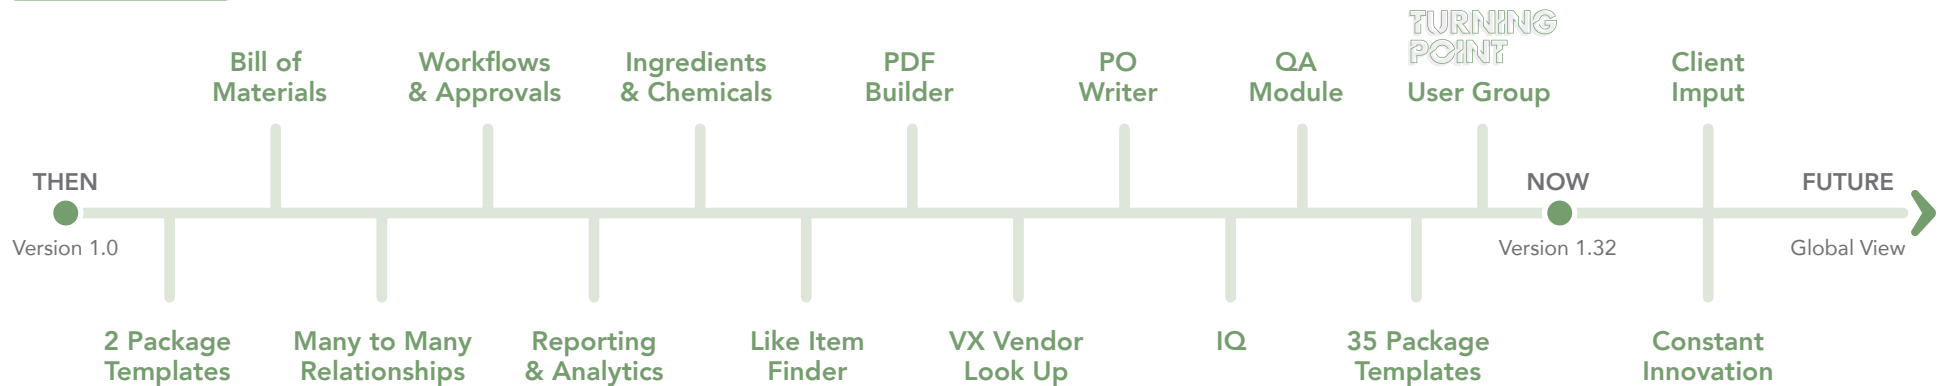 TURNING
POINT
Bill of
Materials
Workflows
& Approvals
Ingredients
& Chemicals
PDF
Builder
PO
Writer
QA
Module
User Group
Client
Imput
THEN
NOW
FUTURE
Version 1.0
Version 1.32
Global View
2 Package
Templates
Many to Many
Relationships
Reporting
& Analytics
Like Item
Finder
VX Vendor
Look Up
IQ
35 Package
Templates
Constant
Innovation